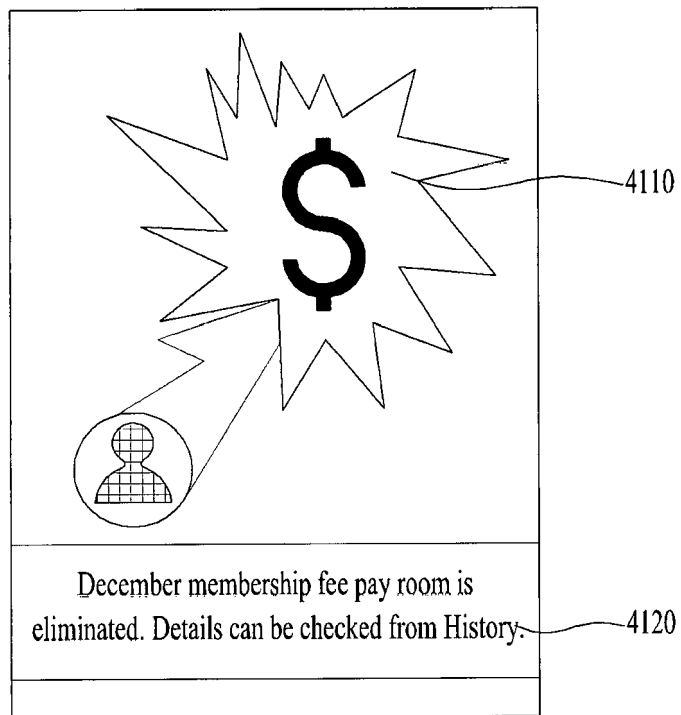 $
4110
December membership fee pay room is
eliminated. Details can be checked from History.
4120